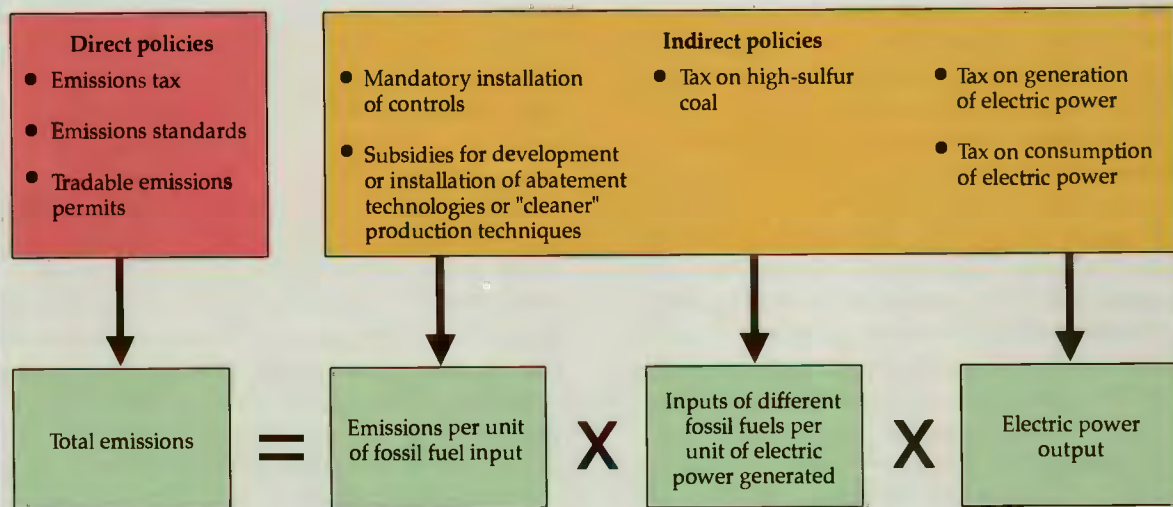 Direct policies
• Emissions tax
• Emissions standards
• Tradable emissions
permits
Indirect policies
• Mandatory installation
of controls
• Subsidies for development
or installation of abatement
technologies or "cleaner"
production techniques
• Tax on high-sulfur
coal
• Tax on generation
of electric power
• Tax on consumption
of electric power
Total emissions
=
Emissions per unit
of fossil fuel input
X
Inputs of different
fossil fuels per
unit of electric
power generated
X
Electric power
output